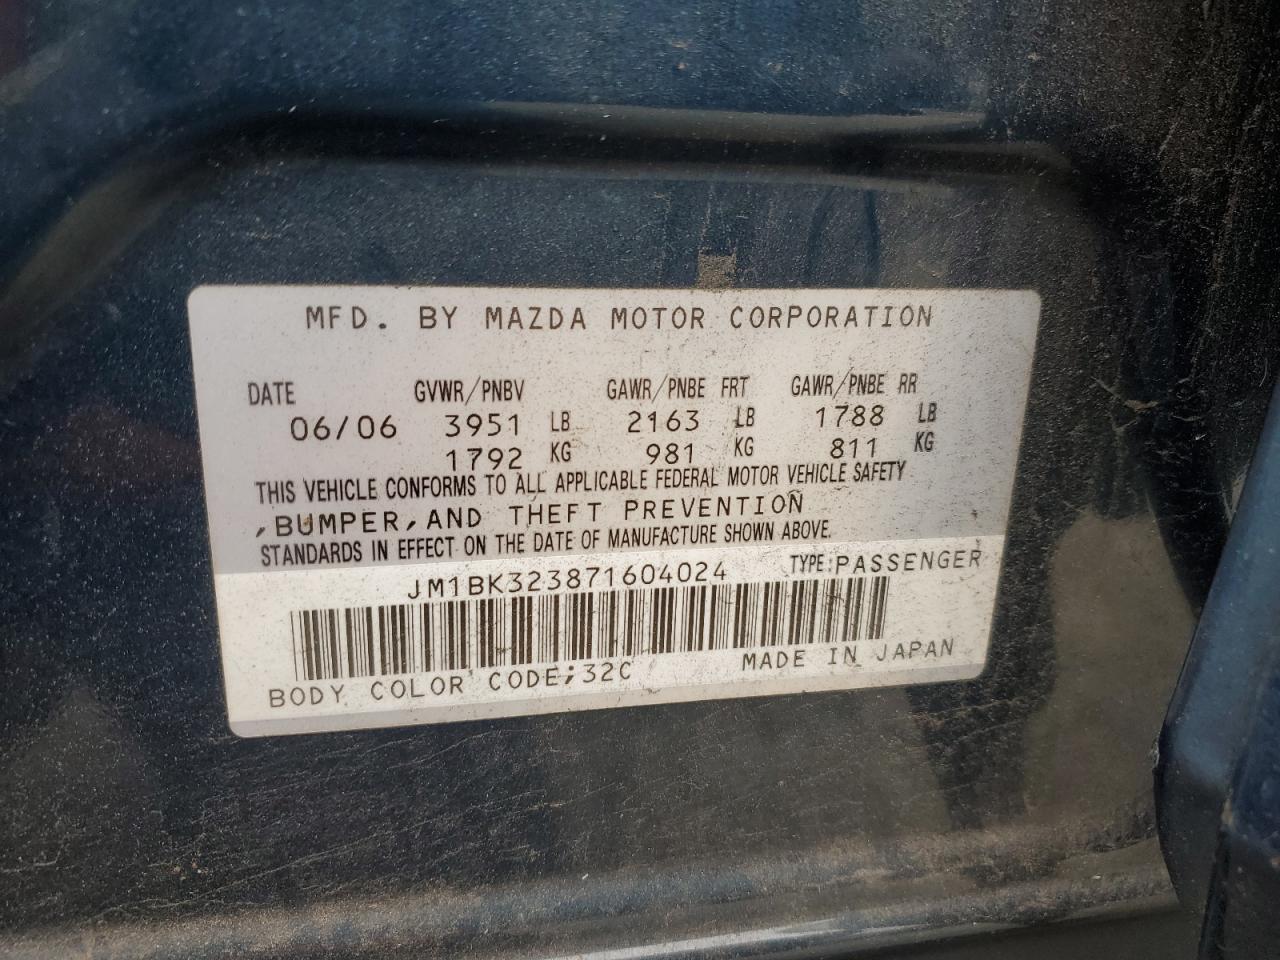 MFD. BY MAZDA MOTOR CORPORATION
DATE GVWR/PNBV GAWR/PNBE FRT GAWR/PNBE RR
06/06 3951 LB 2163 LB 1788 LB
1792 KG 981 KG 811 KG
THIS VEHICLE CONFORMS TO ALL APPLICABLE FEDERAL MOTOR VEHICLE SAFETY
,BUMPER,AND THEFT PREVENTION
STANDARDS IN EFFECT ON THE DATE OF MANUFACTURE SHOWN ABOVE.
JM1BK323871604024 TYPE:PASSENGER
BODY COLOR CODE;32C MADE IN JAPAN